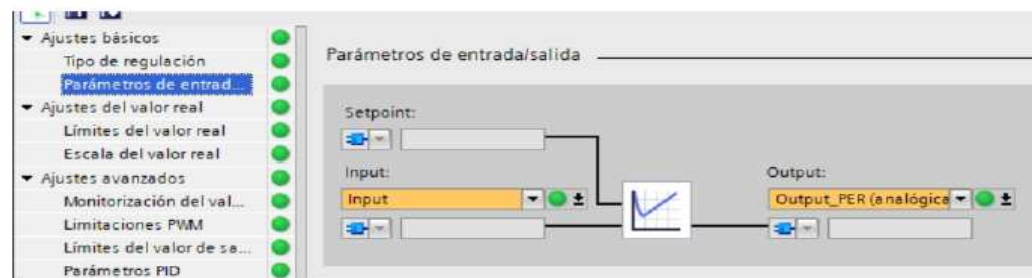 Ajustes básicos
Tipo de regulación
Parámetros de entrad...
Ajustes del valor real
Límites del valor real
Escala del valor real
Ajustes avanzados
Monitorización del val...
Limitaciones PWM
Límites del valor de sa...
Parámetros PID
Parámetros de entrada/salida
Setpoint:
Input:
Input
Output:
Output_PER (analógica